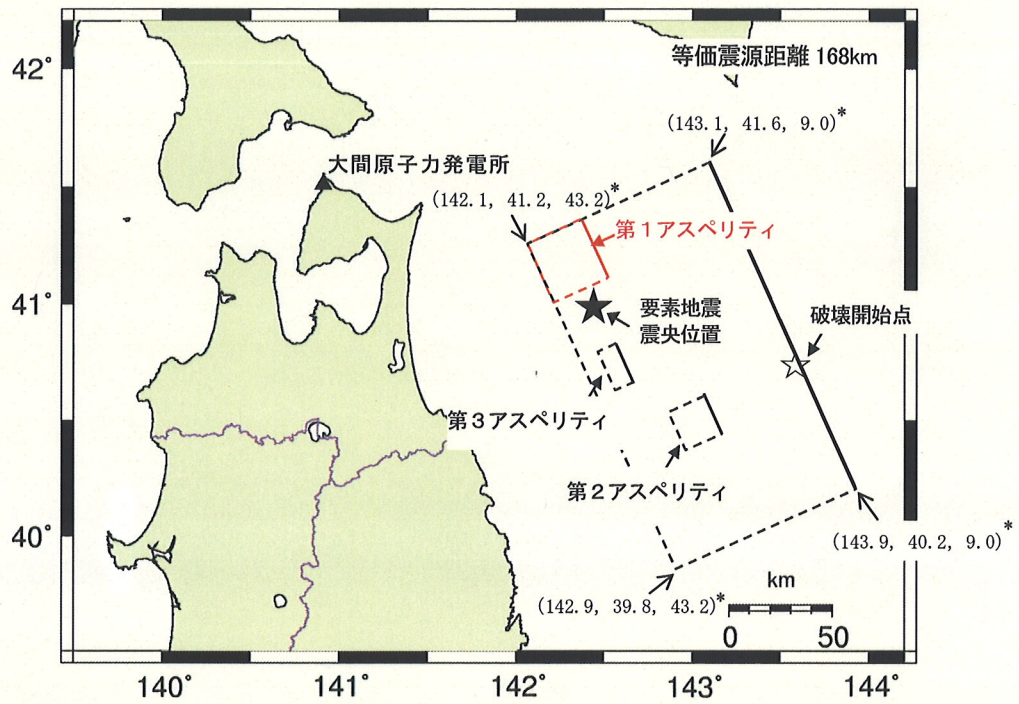 42°
等価震源距離 168km
(143.1, 41.6, 9.0)*
大間原子力発電所
(142.1, 41.2, 43.2)*
第1アスペリティ
41°
要素地震
震央位置
破壊開始点
第3アスペリティ
第2アスペリティ
40°
(143.9, 40.2, 9.0)*
km
(142.9, 39.8, 43.2)*
0 50
140° 141° 142° 143° 144°